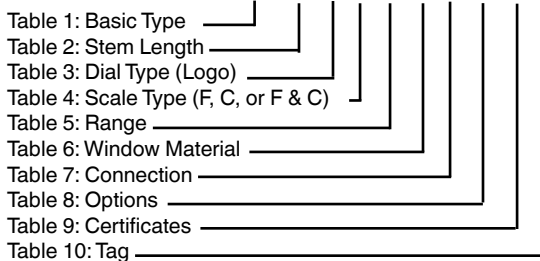 Table 1: Basic Type
Table 2: Stem Length
Table 3: Dial Type (Logo)
Table 4: Scale Type (F, C, or F & C)
Table 5: Range
Table 6: Window Material
Table 7: Connection
Table 8: Options
Table 9: Certificates
Table 10: Tag